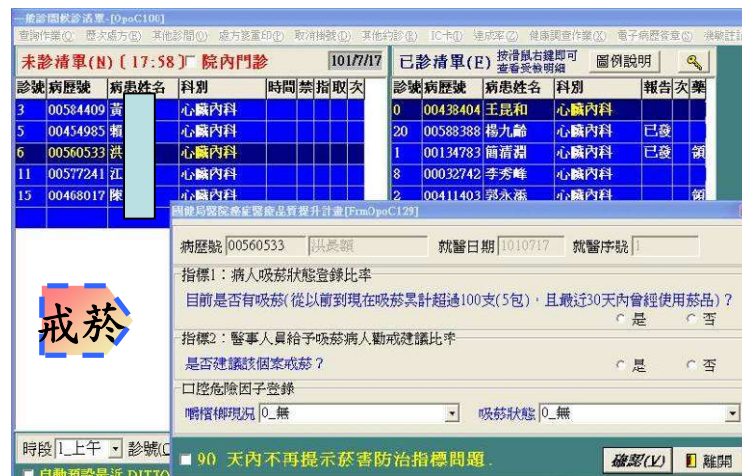 一般診間候診清單-[OpoC100]
查詢作業(O) 歷次處方(E) 其他診間(O) 處方箋重印(P) 取消掛號(D) 其他約診(E) IC卡(I) 達成率(Z) 健康調查作業(X) 電子病歷簽章(G)
未診清單(N) [17:58] 院內門診 101/7/17 已診清單(E) 按滑鼠右鍵即可查看受檢明細 圖例說明
診號 病歷號 病患姓名 科別 時間 禁 指 取 欠 診號 病歷號 病患姓名 科別 報告 欠 藥
3 00584409 黃 心臟內科 0 00438404 王昆和 心臟內科
5 00454985 賴 心臟內科 20 00588388 楊九齡 心臟內科 已發
6 00560533 洪 心臟內科 1 00134783 簡清淵 心臟內科 已發 領
11 00577241 江 心臟內科 8 00032742 李秀峰 心臟內科
15 00468017 陳 心臟內科 2 00411403 郭永添 心臟內科 領
國健局醫院癌症醫療品質提升計畫[FrmOpoC129]
病歷號 00560533 就醫日期 1010717 就醫序號 1
指標1：病人吸菸狀態登錄比率
目前是否有吸菸(從以前到現在吸菸累計超過100支(5包)，且最近30天內曾經使用菸品)？
是 否
戒菸
指標2：醫事人員給予吸菸病人勸戒建議比率
是否建議該個案戒菸？ 是 否
口腔危險因子登錄
嚼檳榔現況 0_無 吸菸狀態 0_無
時段 1_上午 診號(C
90 天內不再提示菸害防治指標問題. 確認(V) 離開